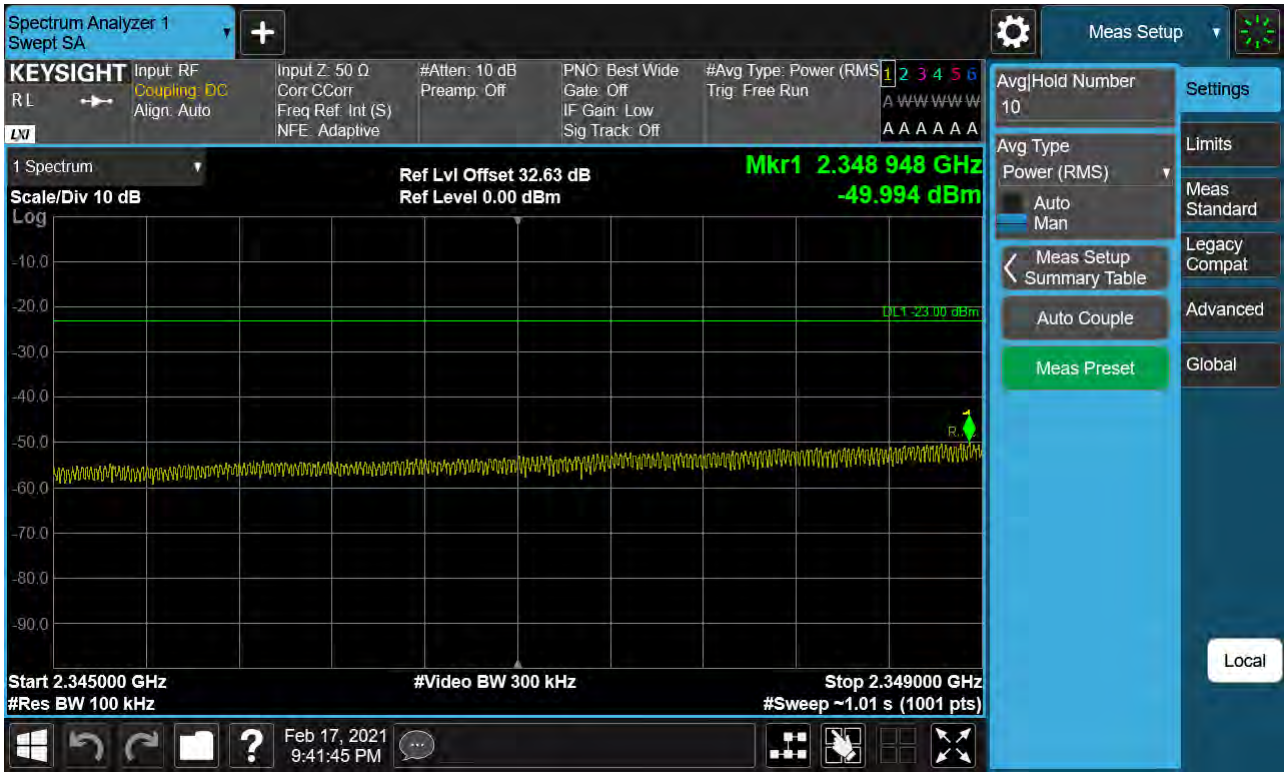 Spectrum Analyzer 1
Swept SA
Meas Setup
KEYSIGHT
RL
LXI
Input: RF
Coupling: DC
Align: Auto
Input Z: 50 Ω
Corr CCorr
Freq Ref: Int (S)
NFE: Adaptive
#Atten: 10 dB
Preamp: Off
PNO: Best Wide
Gate: Off
IF Gain: Low
Sig Track: Off
#Avg Type: Power (RMS
Trig: Free Run
1 2 3 4 5 6
A W W W W W
A A A A A A
1 Spectrum
Scale/Div 10 dB
Log
Ref Lvl Offset 32.63 dB
Ref Level 0.00 dBm
Mkr1 2.348 948 GHz
-49.994 dBm
-10.0
-20.0
DL1 -23.00 dBm
-30.0
-40.0
1
-50.0
-60.0
-70.0
-80.0
-90.0
Start 2.345000 GHz
#Video BW 300 kHz
Stop 2.349000 GHz
#Res BW 100 kHz
#Sweep ~1.01 s (1001 pts)
Feb 17, 2021
9:41:45 PM
Avg|Hold Number
10
Avg Type
Power (RMS)
Auto
Man
Meas Setup
Summary Table
Auto Couple
Meas Preset
Settings
Limits
Meas
Standard
Legacy
Compat
Advanced
Global
Local